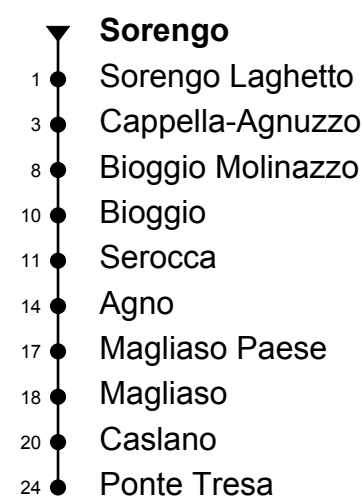 Sorengo
1 Sorengo Laghetto
3 Cappella-Agnuzzo
8 Bioggio Molinazzo
10 Bioggio
11 Serocca
14 Agno
17 Magliaso Paese
18 Magliaso
20 Caslano
24 Ponte Tresa